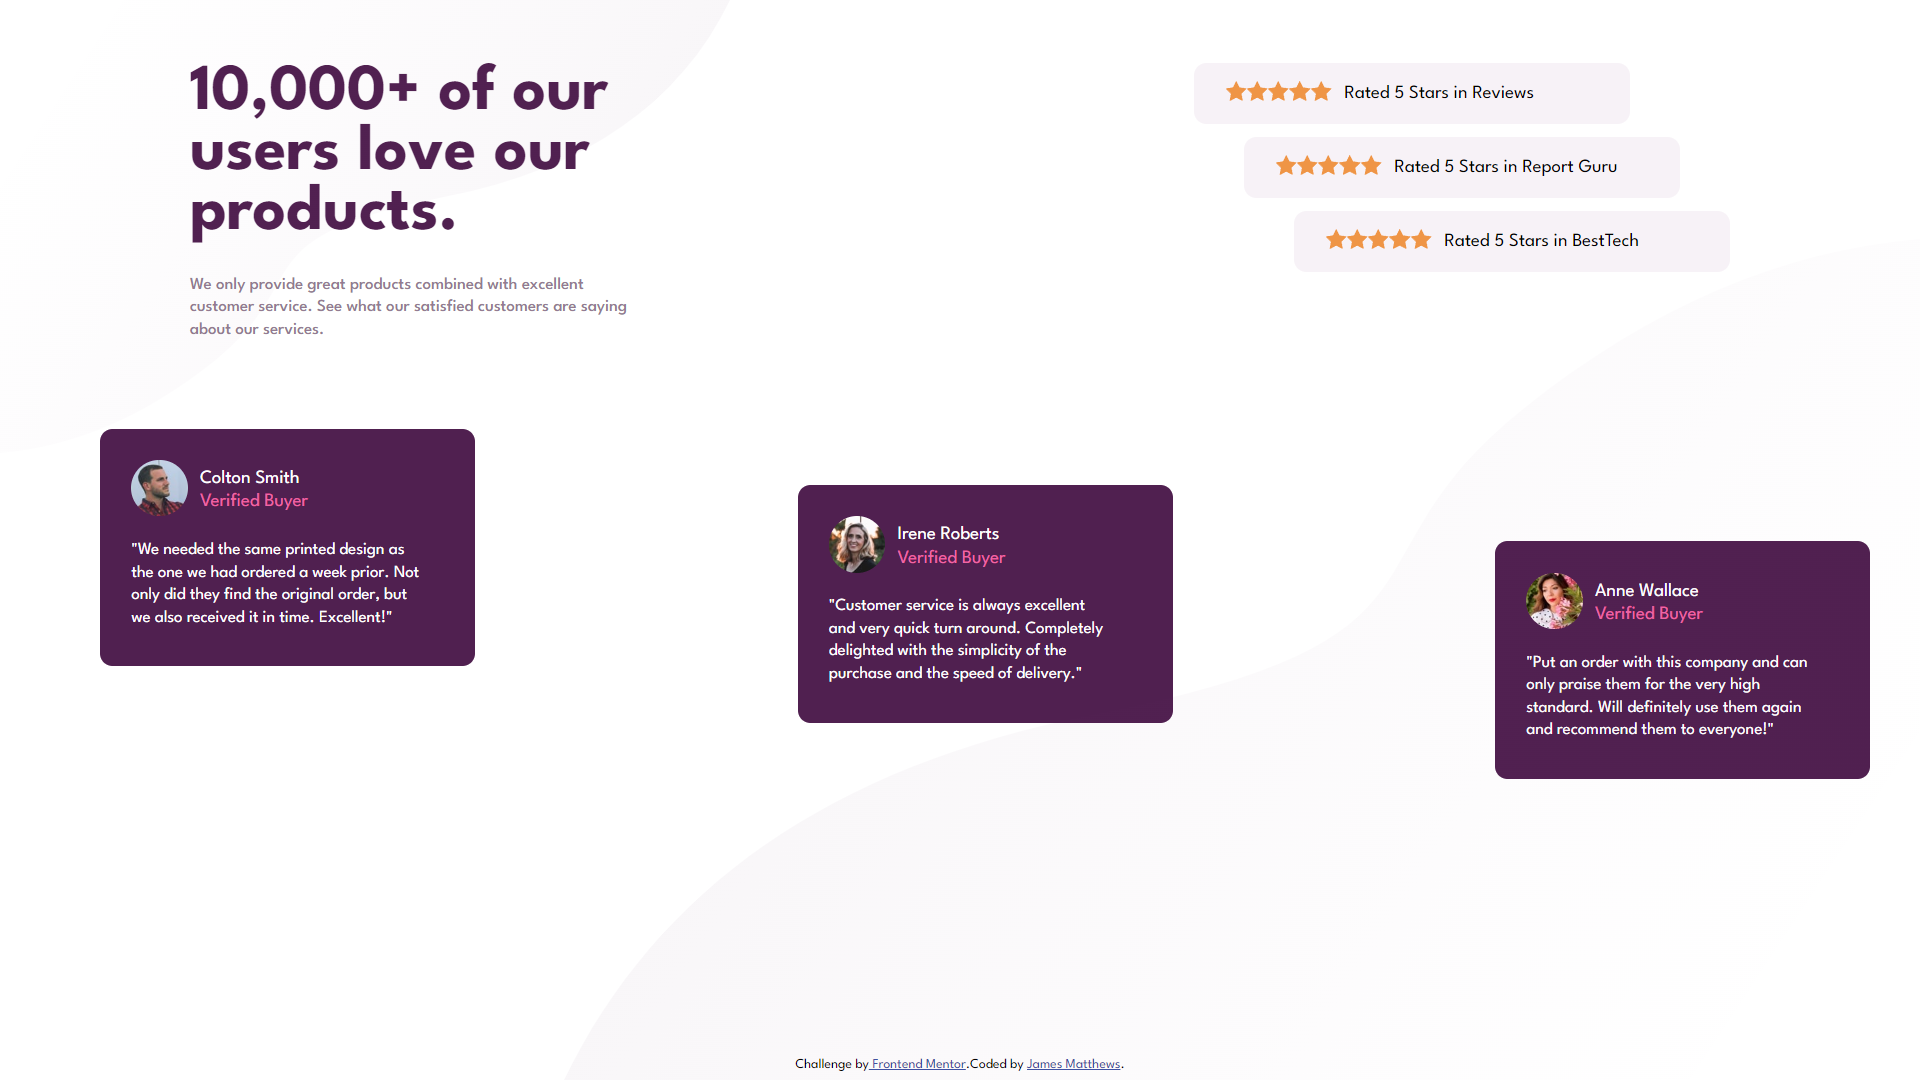 10,000+ of our
users love our
products.
We only provide great products combined with excellent
customer service. See what our satisfied customers are saying
about our services.
Rated 5 Stars in Reviews
Rated 5 Stars in Report Guru
Rated 5 Stars in BestTech
Colton Smith
Verified Buyer
"We needed the same printed design as
the one we had ordered a week prior. Not
only did they find the original order, but
we also received it in time. Excellent!"
Irene Roberts
Verified Buyer
"Customer service is always excellent
and very quick turn around. Completely
delighted with the simplicity of the
purchase and the speed of delivery."
Anne Wallace
Verified Buyer
"Put an order with this company and can
only praise them for the very high
standard. Will definitely use them again
and recommend them to everyone!"
Challenge by Frontend Mentor.Coded by James Matthews.